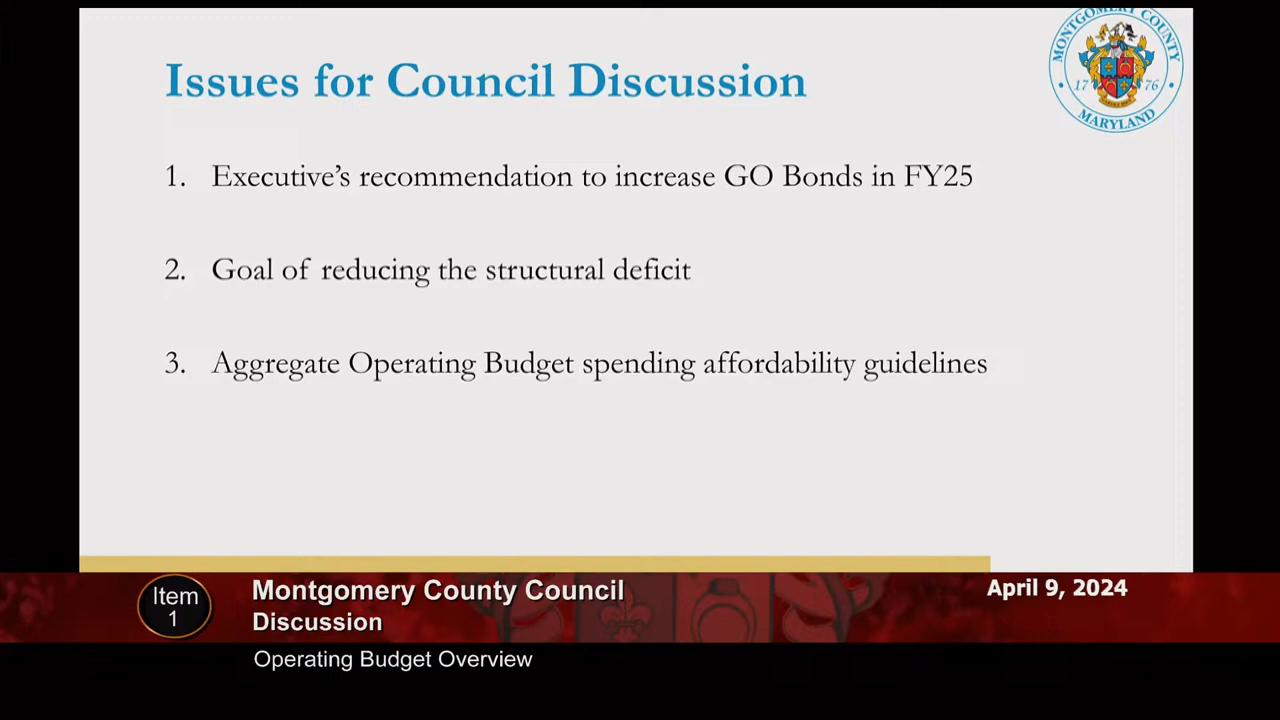 Issues for Council Discussion
MONTGOMERY COUNTY
17 76
MARYLAND
1. Executive's recommendation to increase GO Bonds in FY25
2. Goal of reducing the structural deficit
3. Aggregate Operating Budget spending affordability guidelines
Item
1
Montgomery County Council
Discussion
April 9, 2024
Operating Budget Overview